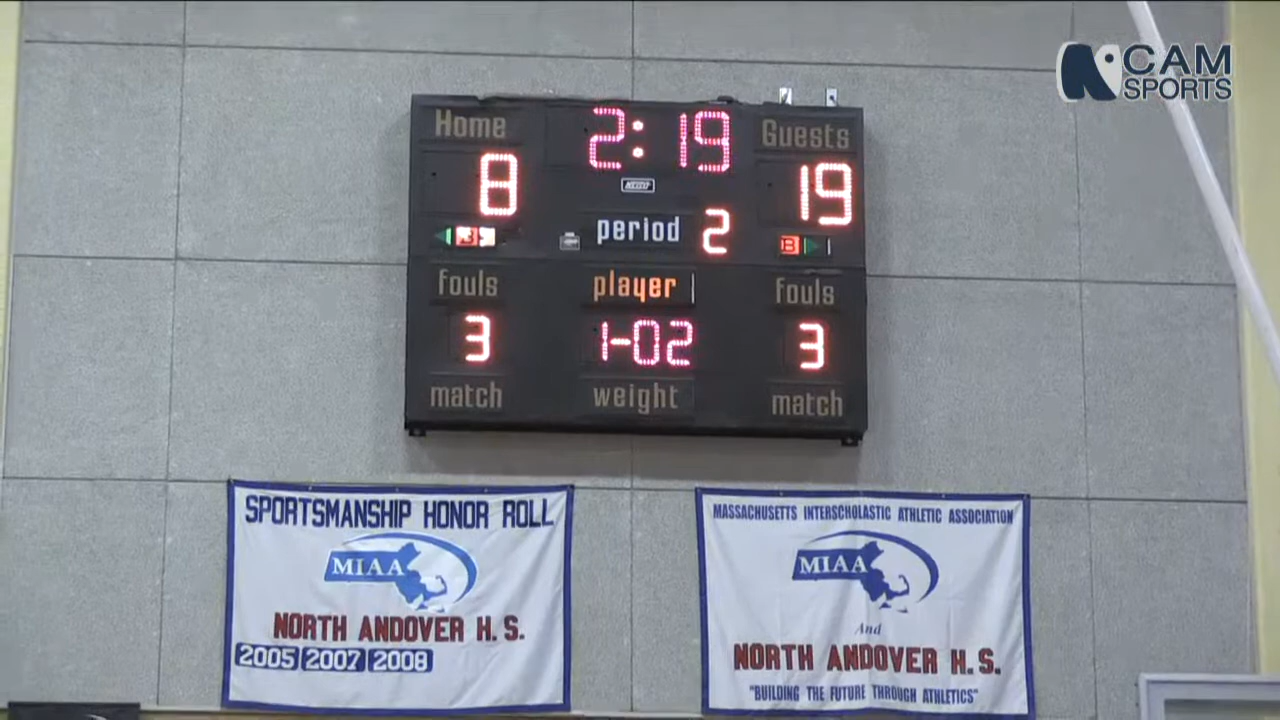 CAM
SPORTS
Home 2:19 Guests
8 19
period 2
fouls player fouls
3 1-02 3
match weight match
SPORTSMANSHIP HONOR ROLL
MIAA
NORTH ANDOVER H. S.
2005 2007 2008
MASSACHUSETTS INTERSCHOLASTIC ATHLETIC ASSOCIATION
MIAA
And
NORTH ANDOVER H. S.
"BUILDING THE FUTURE THROUGH ATHLETICS"